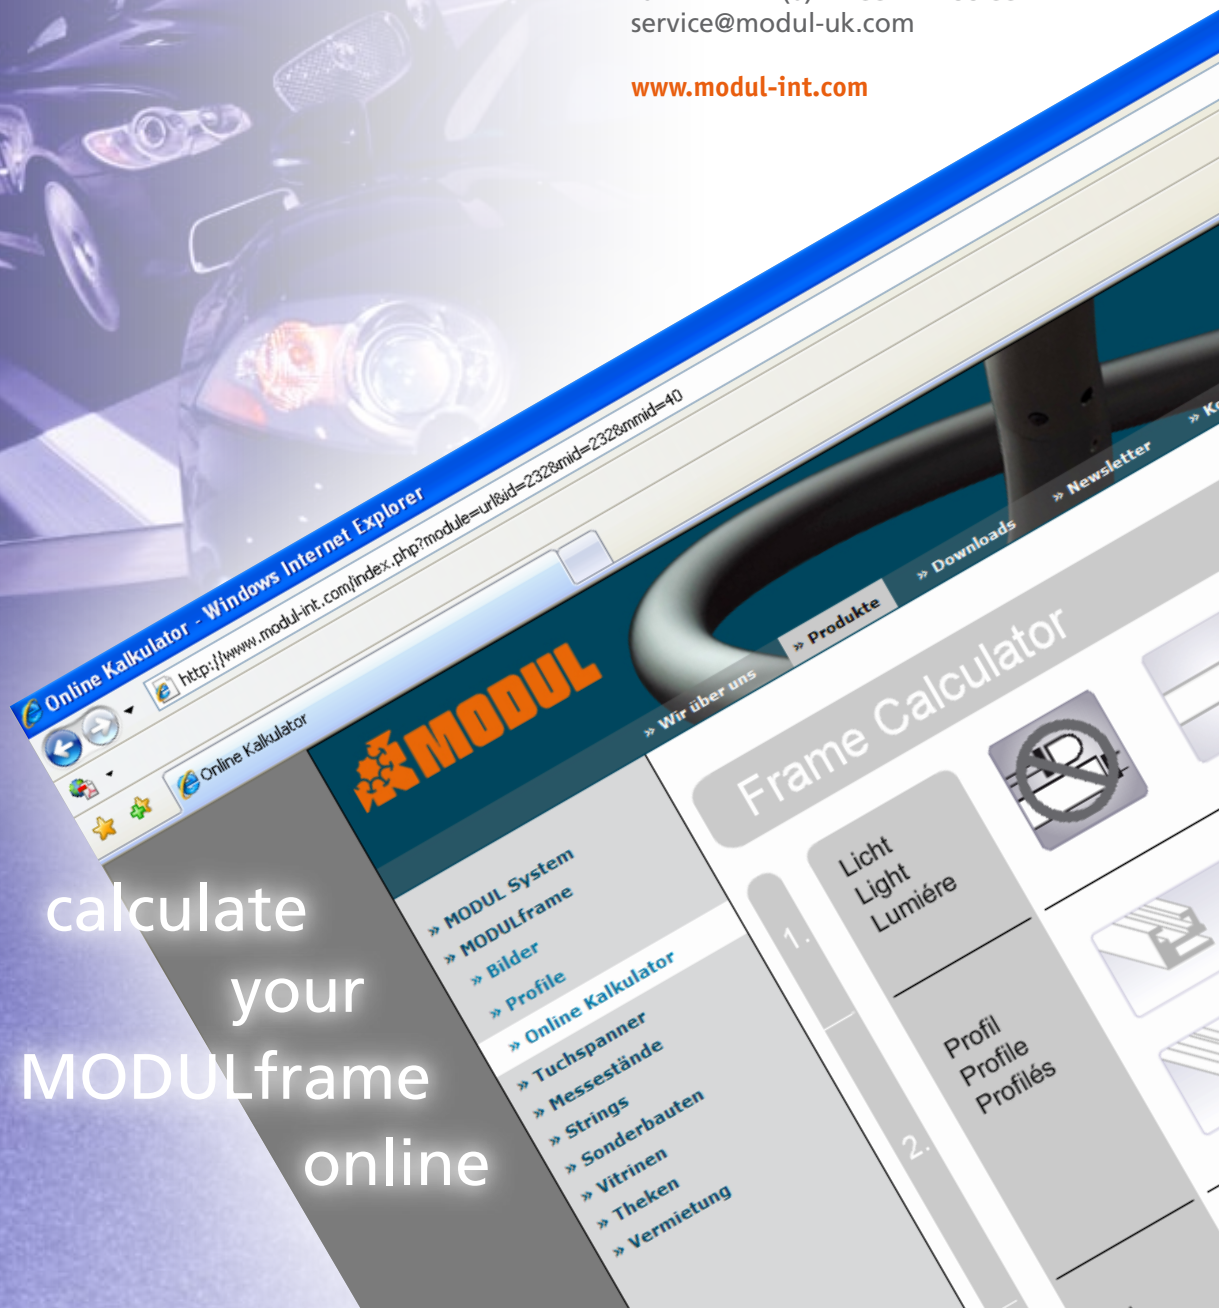 service@modul-uk.com
www.modul-int.com
Online Kalkulator - Windows Internet Explorer
http://www.modul-int.com/index.php?module=url&id=232&mid=232&mmid=40
Online Kalkulator
MODUL
» Wir über uns
» Produkte
» Downloads
» Newsletter
Frame Calculator
» MODUL System
» MODULframe
» Bilder
» Profile
» Online Kalkulator
» Tuchspanner
» Messestände
» Strings
» Sonderbauten
» Vitrinen
» Theken
» Vermietung
1.
Licht
Light
Lumiére
2.
Profil
Profile
Profilés
calculate
your
MODULframe
online